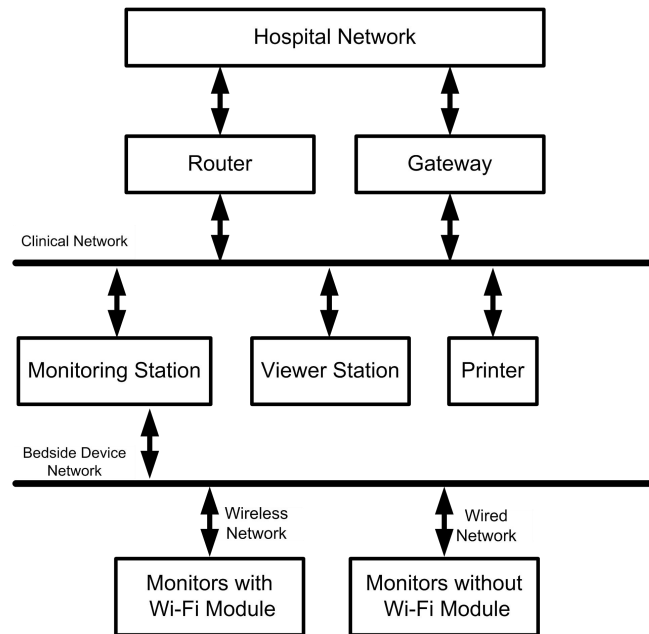 Hospital Network
Router
Gateway
Clinical Network
Monitoring Station
Viewer Station
Printer
Bedside Device
Network
Wireless
Network
Wired
Network
Monitors with
Wi-Fi Module
Monitors without
Wi-Fi Module